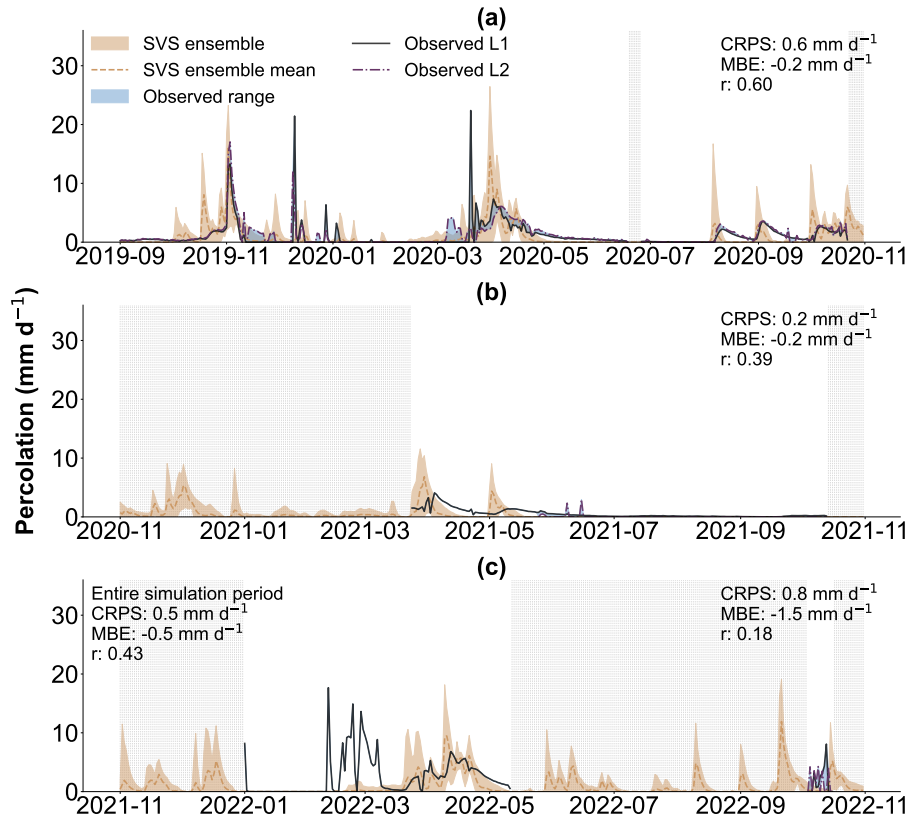 (a)
SVS ensemble
SVS ensemble mean
Observed range
Observed L1
Observed L2
CRPS: 0.6 mm d⁻¹
MBE: -0.2 mm d⁻¹
r: 0.60
30
20
10
0
2019-09 2019-11 2020-01 2020-03 2020-05 2020-07 2020-09 2020-11
(b)
Percolation (mm d⁻¹)
CRPS: 0.2 mm d⁻¹
MBE: -0.2 mm d⁻¹
r: 0.39
30
20
10
0
2020-11 2021-01 2021-03 2021-05 2021-07 2021-09 2021-11
(c)
Entire simulation period
CRPS: 0.5 mm d⁻¹
MBE: -0.5 mm d⁻¹
r: 0.43
CRPS: 0.8 mm d⁻¹
MBE: -1.5 mm d⁻¹
r: 0.18
30
20
10
0
2021-11 2022-01 2022-03 2022-05 2022-07 2022-09 2022-11